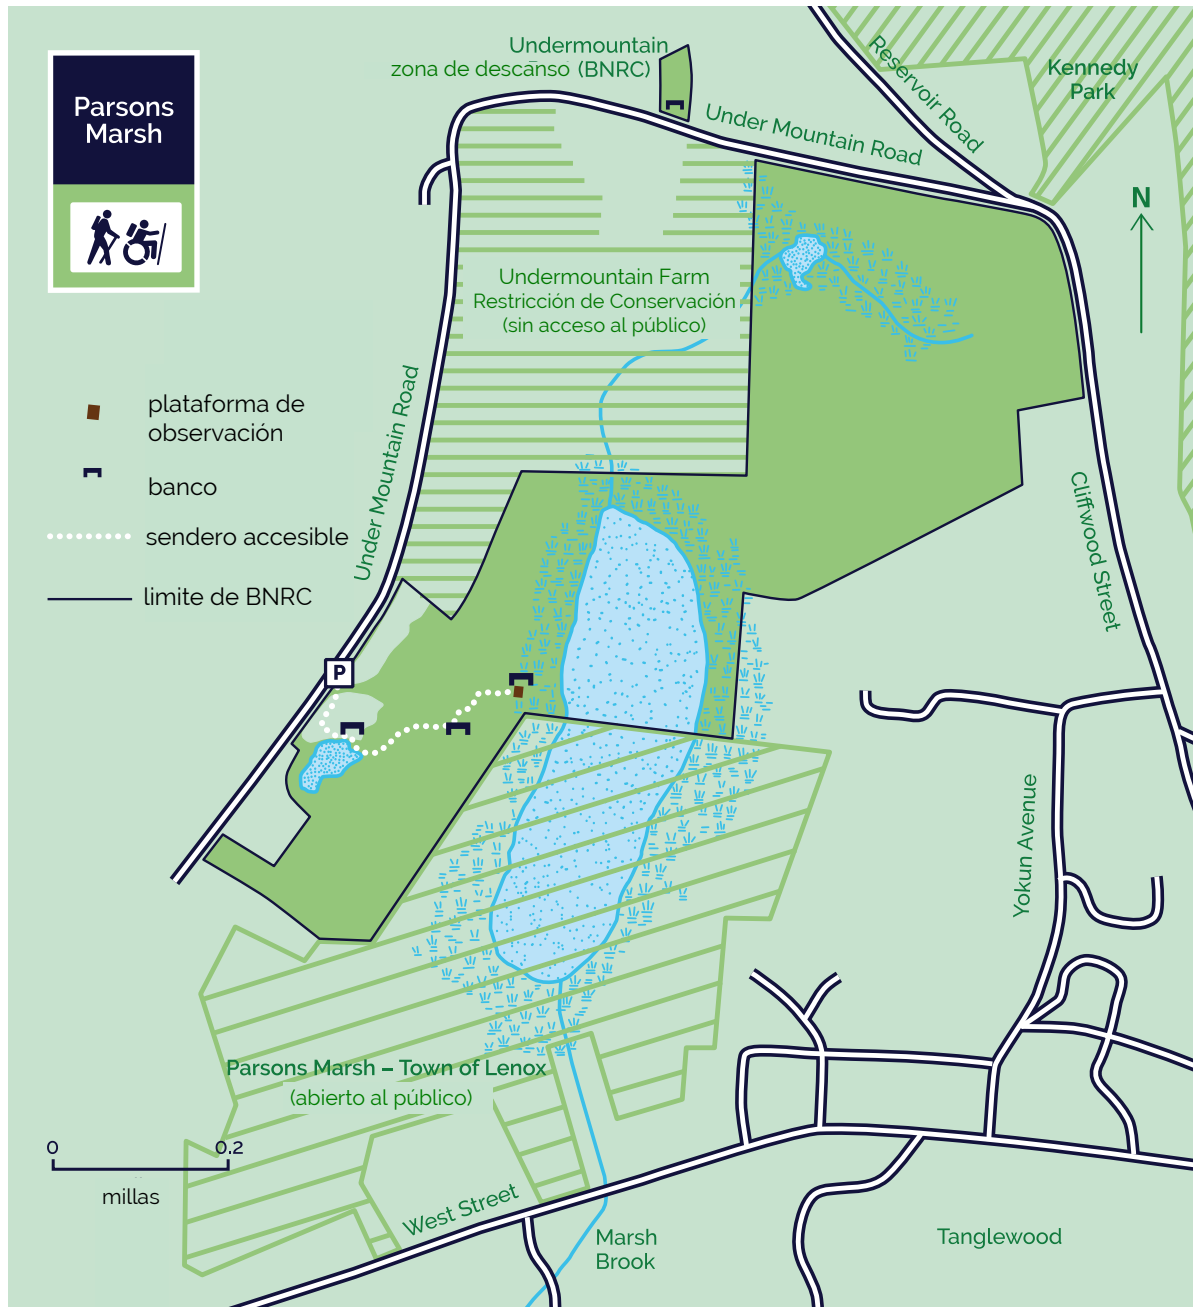 Parsons
Marsh
Undermountain
zona de descanso (BNRC)
Under Mountain Road
Reservoir Road
Kennedy
Park
N
Undermountain Farm
Restricción de Conservación
(sin acceso al público)
plataforma de
observación
banco
sendero accesible
limite de BNRC
Under Mountain Road
Cliffwood Street
P
Yokun Avenue
Parsons Marsh – Town of Lenox
(abierto al público)
0 0.2
millas
West Street
Marsh
Brook
Tanglewood